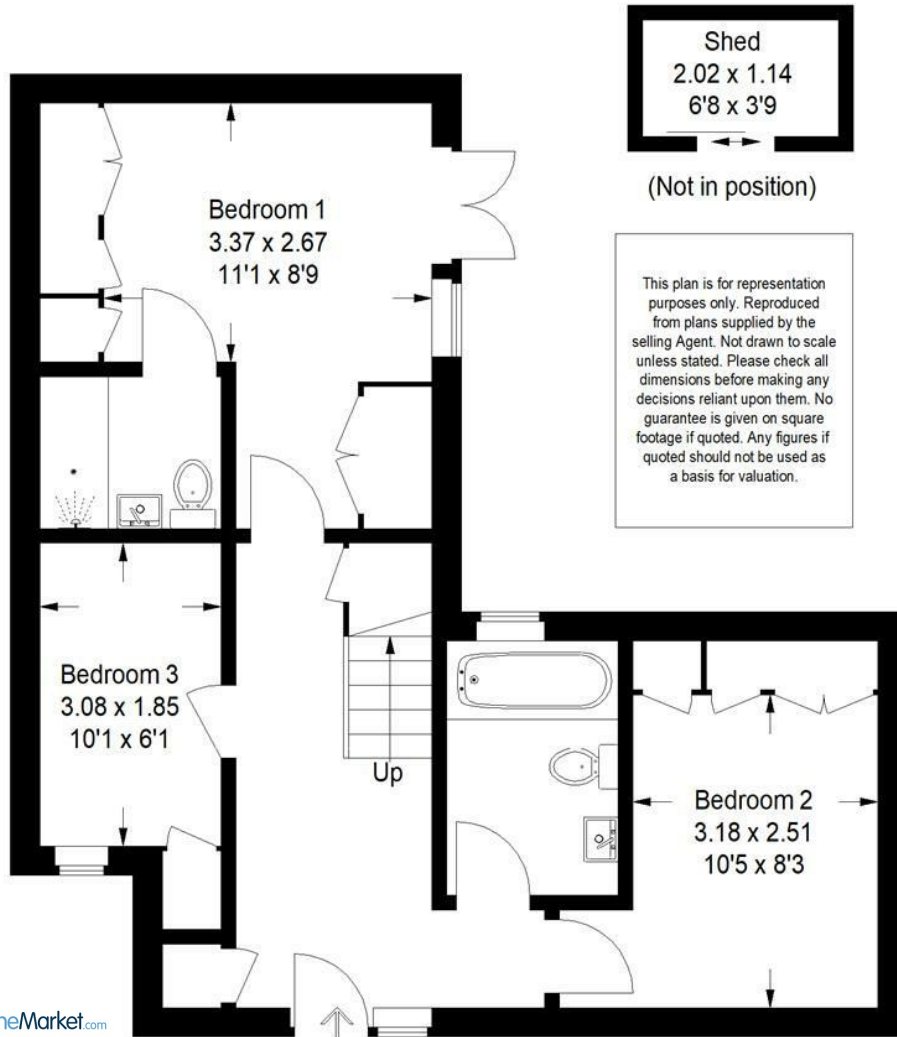 Shed
2.02 x 1.14
6'8 x 3'9
(Not in position)
Bedroom 1
3.37 x 2.67
11'1 x 8'9
This plan is for representation
purposes only. Reproduced
from plans supplied by the
selling Agent. Not drawn to scale
unless stated. Please check all
dimensions before making any
decisions reliant upon them. No
guarantee is given on square
footage if quoted. Any figures if
quoted should not be used as
a basis for valuation.
Bedroom 3
3.08 x 1.85
10'1 x 6'1
Up
Bedroom 2
3.18 x 2.51
10'5 x 8'3
neMarket.com